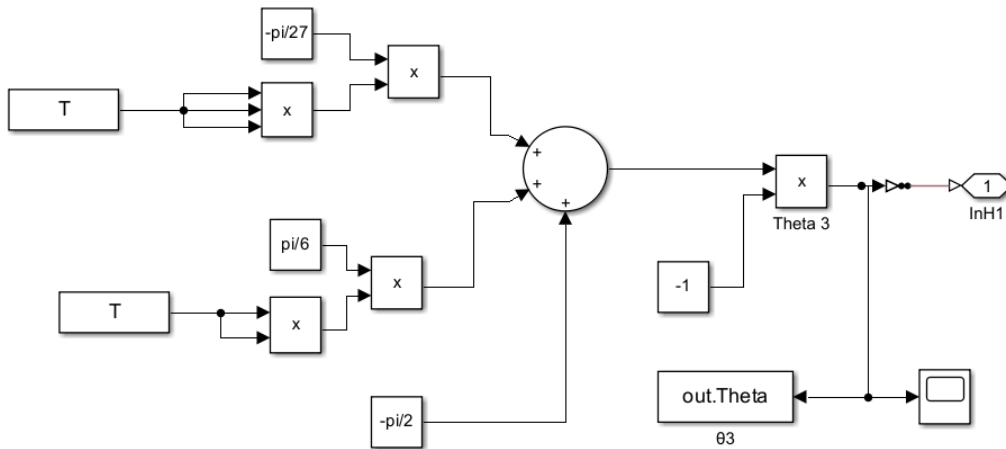 -pi/27
x
T
x
+
+
+
x
1
InH1
Theta 3
pi/6
x
-1
T
x
out.Theta
θ3
-pi/2